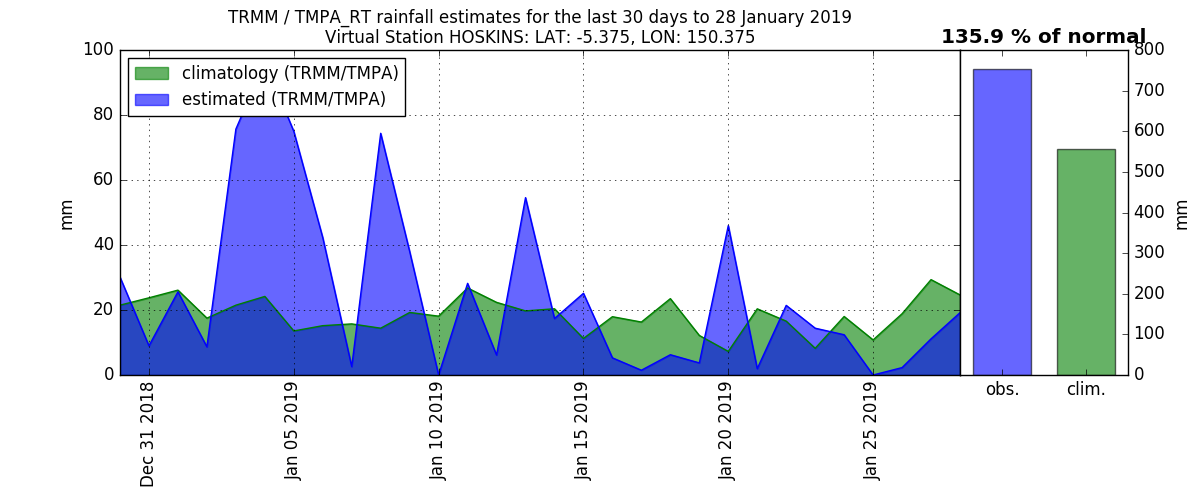 TRMM / TMPA_RT rainfall estimates for the last 30 days to 28 January 2019
Virtual Station HOSKINS: LAT: -5.375, LON: 150.375
135.9 % of normal
climatology (TRMM/TMPA)
estimated (TRMM/TMPA)
100
80
60
40
20
0
mm
Dec 31 2018
Jan 05 2019
Jan 10 2019
Jan 15 2019
Jan 20 2019
Jan 25 2019
800
700
600
500
400
300
200
100
0
mm
obs.
clim.